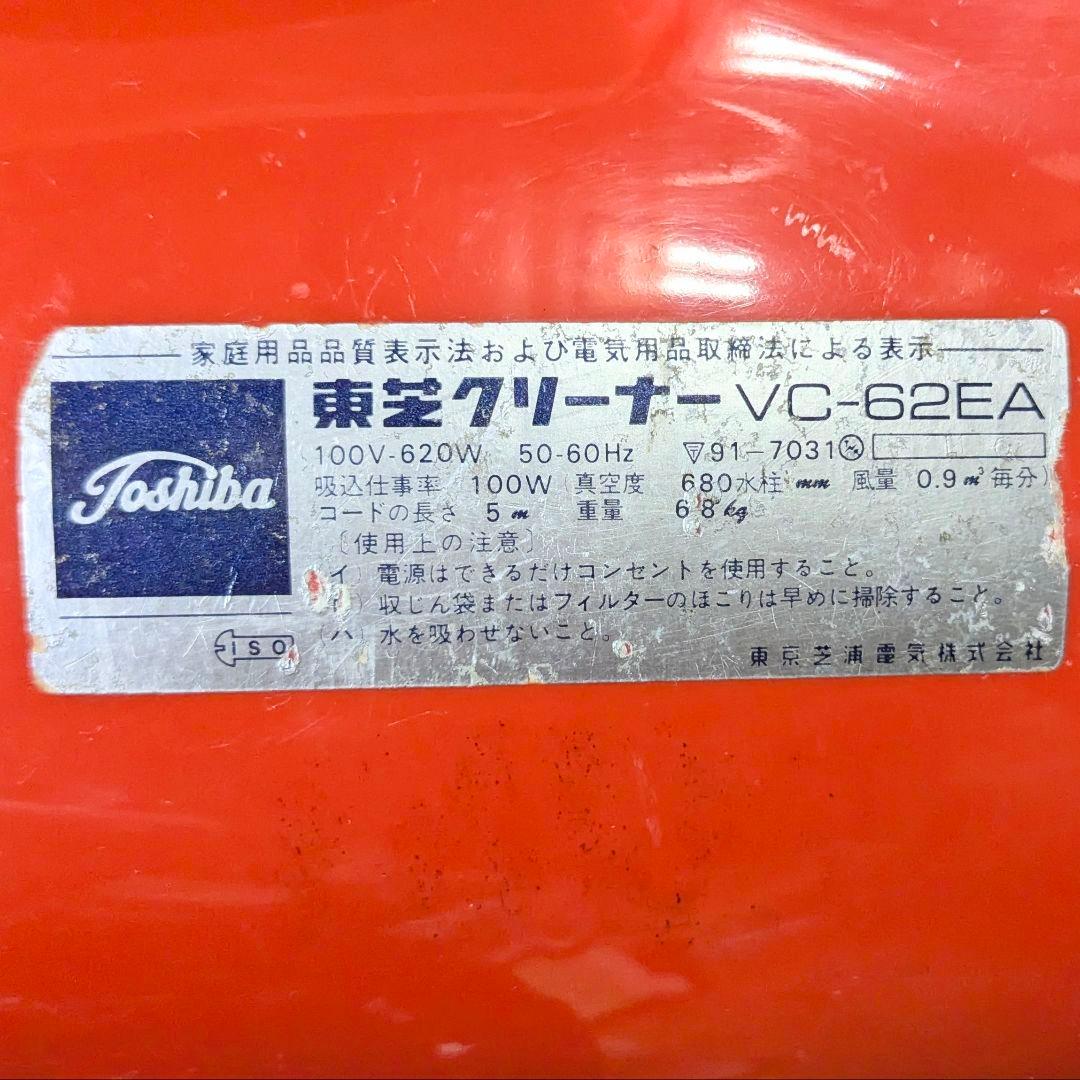 家庭用品品質表示法および電気用品取締法による表示
Toshiba
東芝クリーナー VC-62EA
100V-620W 50-60Hz ▽91-7031
吸込仕事率 100W (真空度 680水柱mm 風量 0.9m³毎分)
コードの長さ 5m 重量 6.8kg
〔使用上の注意〕
(イ) 電源はできるだけコンセントを使用すること。
(ロ) 収じん袋またはフィルターのほこりは早めに掃除すること。
(ハ) 水を吸わせないこと。
ISO
東京芝浦電気株式会社